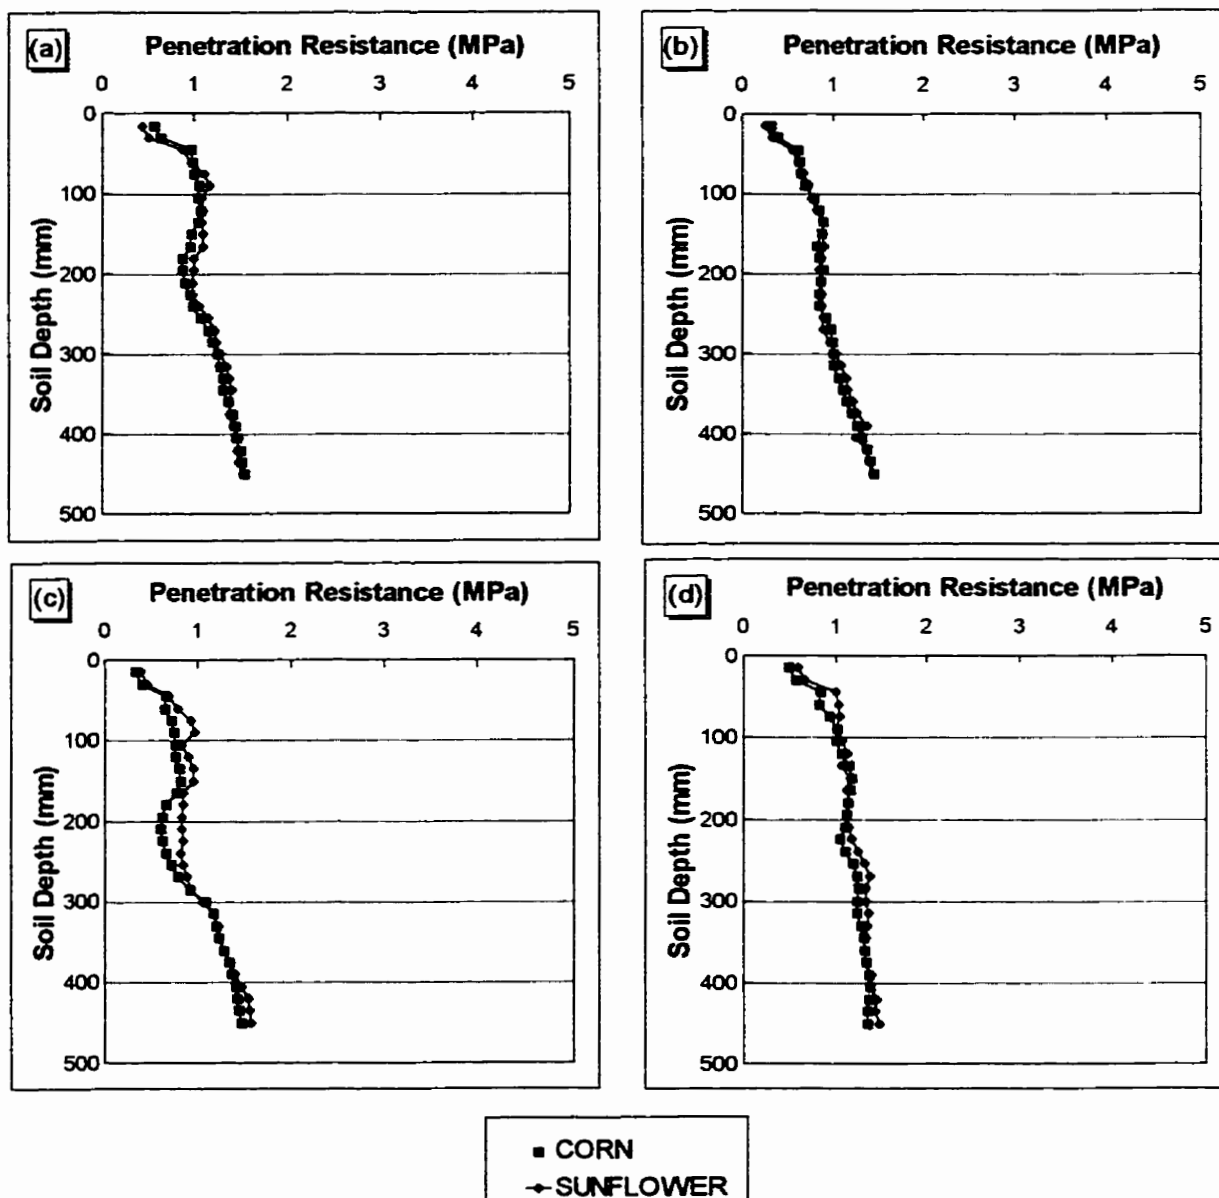 (a) Penetration Resistance (MPa)
0 1 2 3 4 5
Soil Depth (mm)
0
100
200
300
400
500
(b) Penetration Resistance (MPa)
0 1 2 3 4 5
Soil Depth (mm)
0
100
200
300
400
500
(c) Penetration Resistance (MPa)
0 1 2 3 4 5
Soil Depth (mm)
0
100
200
300
400
500
(d) Penetration Resistance (MPa)
0 1 2 3 4 5
Soil Depth (mm)
0
100
200
300
400
500
CORN
SUNFLOWER